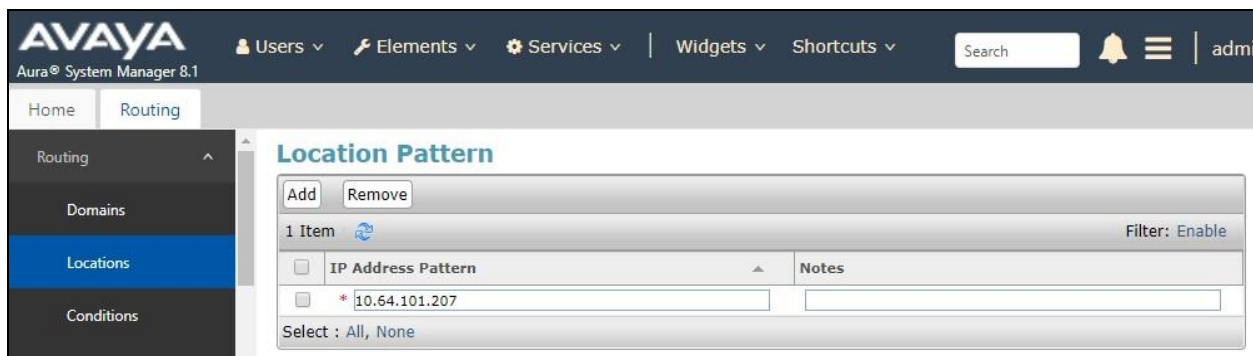 AVAYA
Aura® System Manager 8.1
Users Elements Services | Widgets Shortcuts Search
Home Routing
Routing
Domains
Locations
Conditions
Location Pattern
Add Remove
1 Item Filter: Enable
IP Address Pattern Notes
* 10.64.101.207
Select : All, None